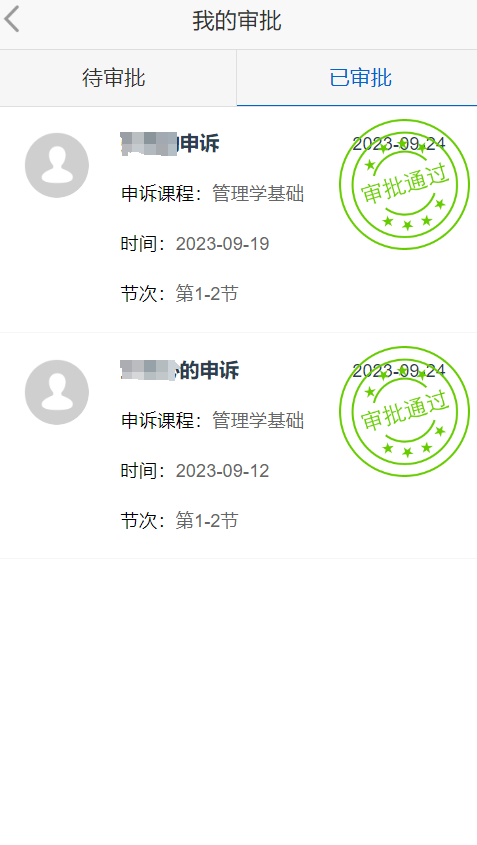 我的审批
待审批
已审批
的申诉
2023-09-24
审批通过
申诉课程：管理学基础
时间：2023-09-19
节次：第1-2节
的申诉
2023-09-24
审批通过
申诉课程：管理学基础
时间：2023-09-12
节次：第1-2节